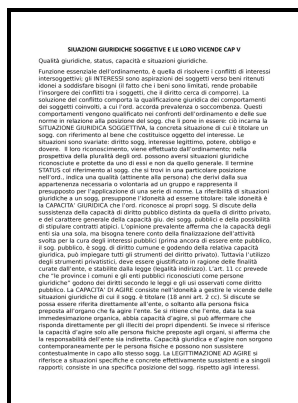 SIUAZIONI GIURIDICHE SOGGETIVE E LE LORO VICENDE CAP V
Qualità giuridiche, status, capacità e situazioni giuridiche.
Funzione essenziale dell'ordinamento, è quella di risolvere i conflitti di interessi
intersoggettivi; gli INTERESSI sono aspirazioni dei soggetti verso beni ritenuti
idonei a soddisfare bisogni (il fatto che i beni sono limitati, rende probabile
l'insorgere dei conflitti tra i soggetti, che il diritto cerca di comporre). La
soluzione del conflitto comporta la qualificazione giuridica dei comportamenti
dei soggetti coinvolti, a cui l'ord. accorda prevalenza o soccombenza. Questi
comportamenti vengono qualificato nei confronti dell'ordinamento e delle sue
norme in relazione alla posizione del sog. che li pone in essere: ciò incarna la
SITUAZIONE GIURIDICA SOGGETTIVA, la concreta situazione di cui è titolare un
sogg. con riferimento al bene che costituisce oggetto del interesse. Le
situazioni sono svariate: diritto sogg, interesse legittimo, potere, obbligo e
dovere. Il loro riconoscimento, viene effettuato dall'ordinamento; nella
prospettiva della pluralità degli ord. possono aversi situazioni giuridiche
riconosciute e protette da uno di essi e non da quello generale. Il termine
STATUS cof riferimento al sogg. che si trovi in una particolare posizione
nell'ord., indica una qualità (attinente alla persona) che derivi dalla sua
appartenenza necessaria o volontaria ad un gruppo e rappresenta il
presupposto per l'applicazione di una serie di norme. La riferibilità di situazioni
giuridiche a un sogg, presuppone l'idoneità ad esserne titolare: tale idoneità è
la CAPACITA' GIURIDICA che l'ord. riconosce ai propri sogg. Si discute della
sussistenza della capacità di diritto pubblico distinta da quella di diritto privato,
e del carattere generale della capacità giu. dei sogg. pubblici e della possibilità
di stipulare contratti atipici. L'opinione prevalente afferma che la capacità degli
enti sia una sola, ma bisogna tenere conto della finalizzazione dell'attività
svolta per la cura degli interessi pubblici (prima ancora di essere ente pubblico,
il sog. pubblico, è sogg. di diritto comune e godendo della relativa capacità
giuridica, può impiegare tutti gli strumenti del diritto privato). Tuttavia l'utilizzo
degli strumenti privatistici, deve essere giustificato in ragione delle finalità
curate dall'ente, e stabilite dalla legge (legalità indirizzo). L'art. 11 cc prevede
che "le provincie i comuni e gli enti pubblici riconosciuti come persone
giuridiche" godono dei diritti secondo le leggi e gli usi osservati come diritto
pubblico. La CAPACITA' DI AGIRE consiste nell'idoneità a gestire le vicende delle
situazioni giuridiche di cui il sogg. è titolare (18 anni art. 2 cc). Si discute se
possa essere riferita direttamente all'ente, o soltanto alla persona fisica
preposta all'organo che fa agire l'ente. Se si ritiene che l'ente, data la sua
immedesimazione organica, abbia capacità d'agire, si può affermare che
risponda direttamente per gli illeciti dei propri dipendenti. Se invece si riferisce
la capacità d'agire solo alle persone fisiche preposte agli organi, si afferma che
la responsabilità dell'ente sia indiretta. Capacità giuridica e d'agire non sorgono
contemporaneamente per le persone fisiche e possono non sussistere
contestualmente in capo allo stesso sogg. La LEGITTIMAZIONE AD AGIRE si
riferisce a situazioni specifiche e concrete effettivamente sussistenti e a singoli
rapporti; consiste in una specifica posizione del sogg. rispetto agli interessi.